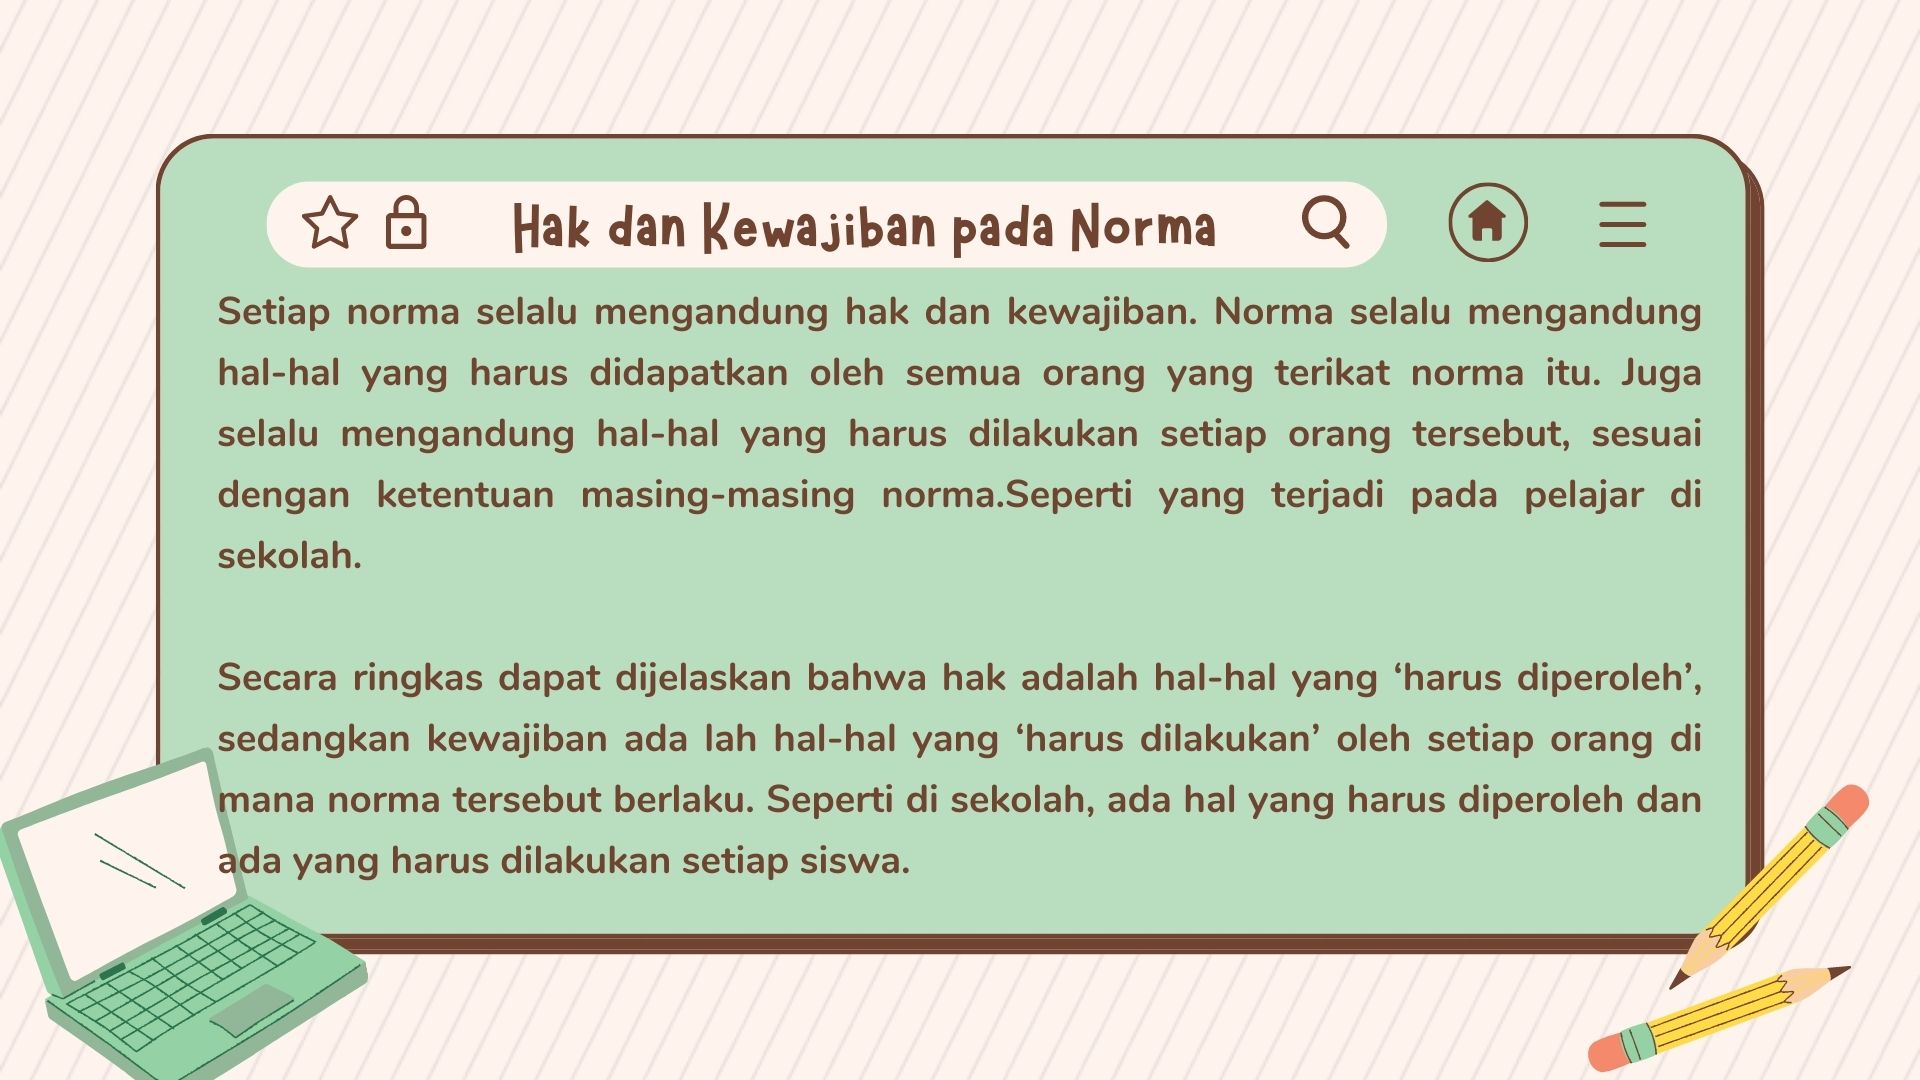 Hak dan Kewajiban pada Norma
Setiap norma selalu mengandung hak dan kewajiban. Norma selalu mengandung
hal-hal yang harus didapatkan oleh semua orang yang terikat norma itu. Juga
selalu mengandung hal-hal yang harus dilakukan setiap orang tersebut, sesuai
dengan ketentuan masing-masing norma.Seperti yang terjadi pada pelajar di
sekolah.
Secara ringkas dapat dijelaskan bahwa hak adalah hal-hal yang ‘harus diperoleh’,
sedangkan kewajiban ada lah hal-hal yang ‘harus dilakukan’ oleh setiap orang di
mana norma tersebut berlaku. Seperti di sekolah, ada hal yang harus diperoleh dan
ada yang harus dilakukan setiap siswa.